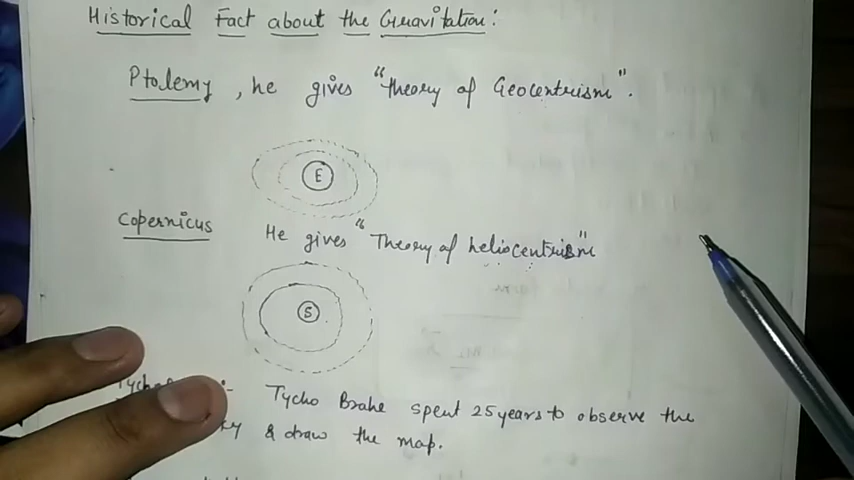 Historical Fact about the Gravitation:
Ptolemy, he gives "Theory of Geocentrism".
E
Copernicus He gives "Theory of heliocentrism"
S
Tycho :- Tycho Brahe spent 25 years to observe the
& draw the map.